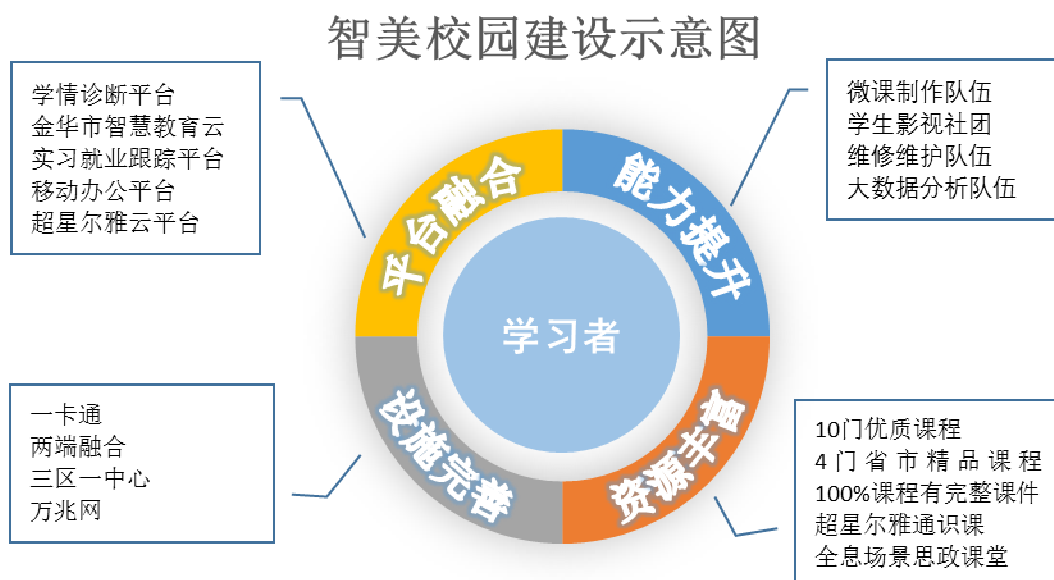 智美校园建设示意图
学情诊断平台
金华市智慧教育云
实习就业跟踪平台
移动办公平台
超星尔雅云平台
微课制作队伍
学生影视社团
维修维护队伍
大数据分析队伍
平台融合
能力提升
学习者
设施完善
资源丰富
一卡通
两端融合
三区一中心
万兆网
10门优质课程
4门省市精品课程
100%课程有完整课件
超星尔雅通识课
全息场景思政课堂